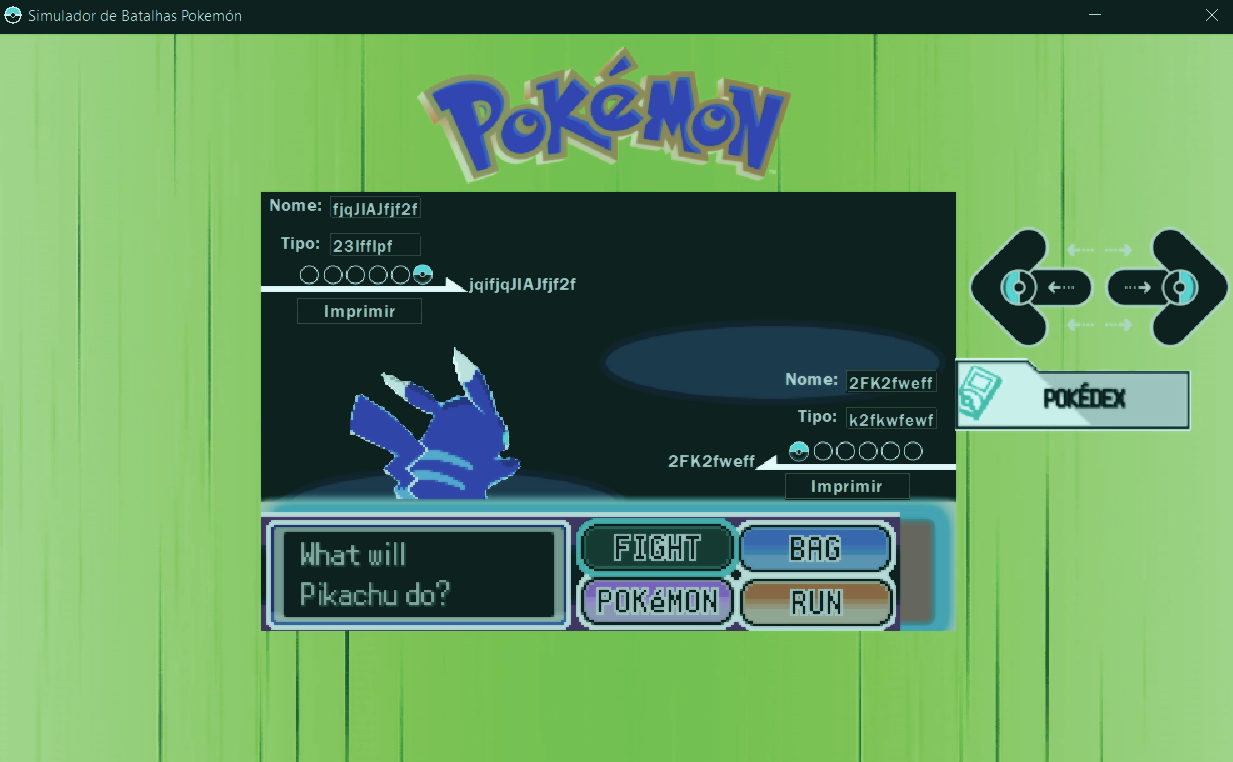 Simulador de Batalhas Pokemón
POKéMON
Nome: fjqJIAJfjf2f
Tipo: 23lfflpf
jqifjqJIAJfjf2f
Imprimir
Nome: 2FK2fweff
Tipo: k2fkwfewf
2FK2fweff
Imprimir
POKÉDEX
What will
Pikachu do?
FIGHT
BAG
POKéMON
RUN